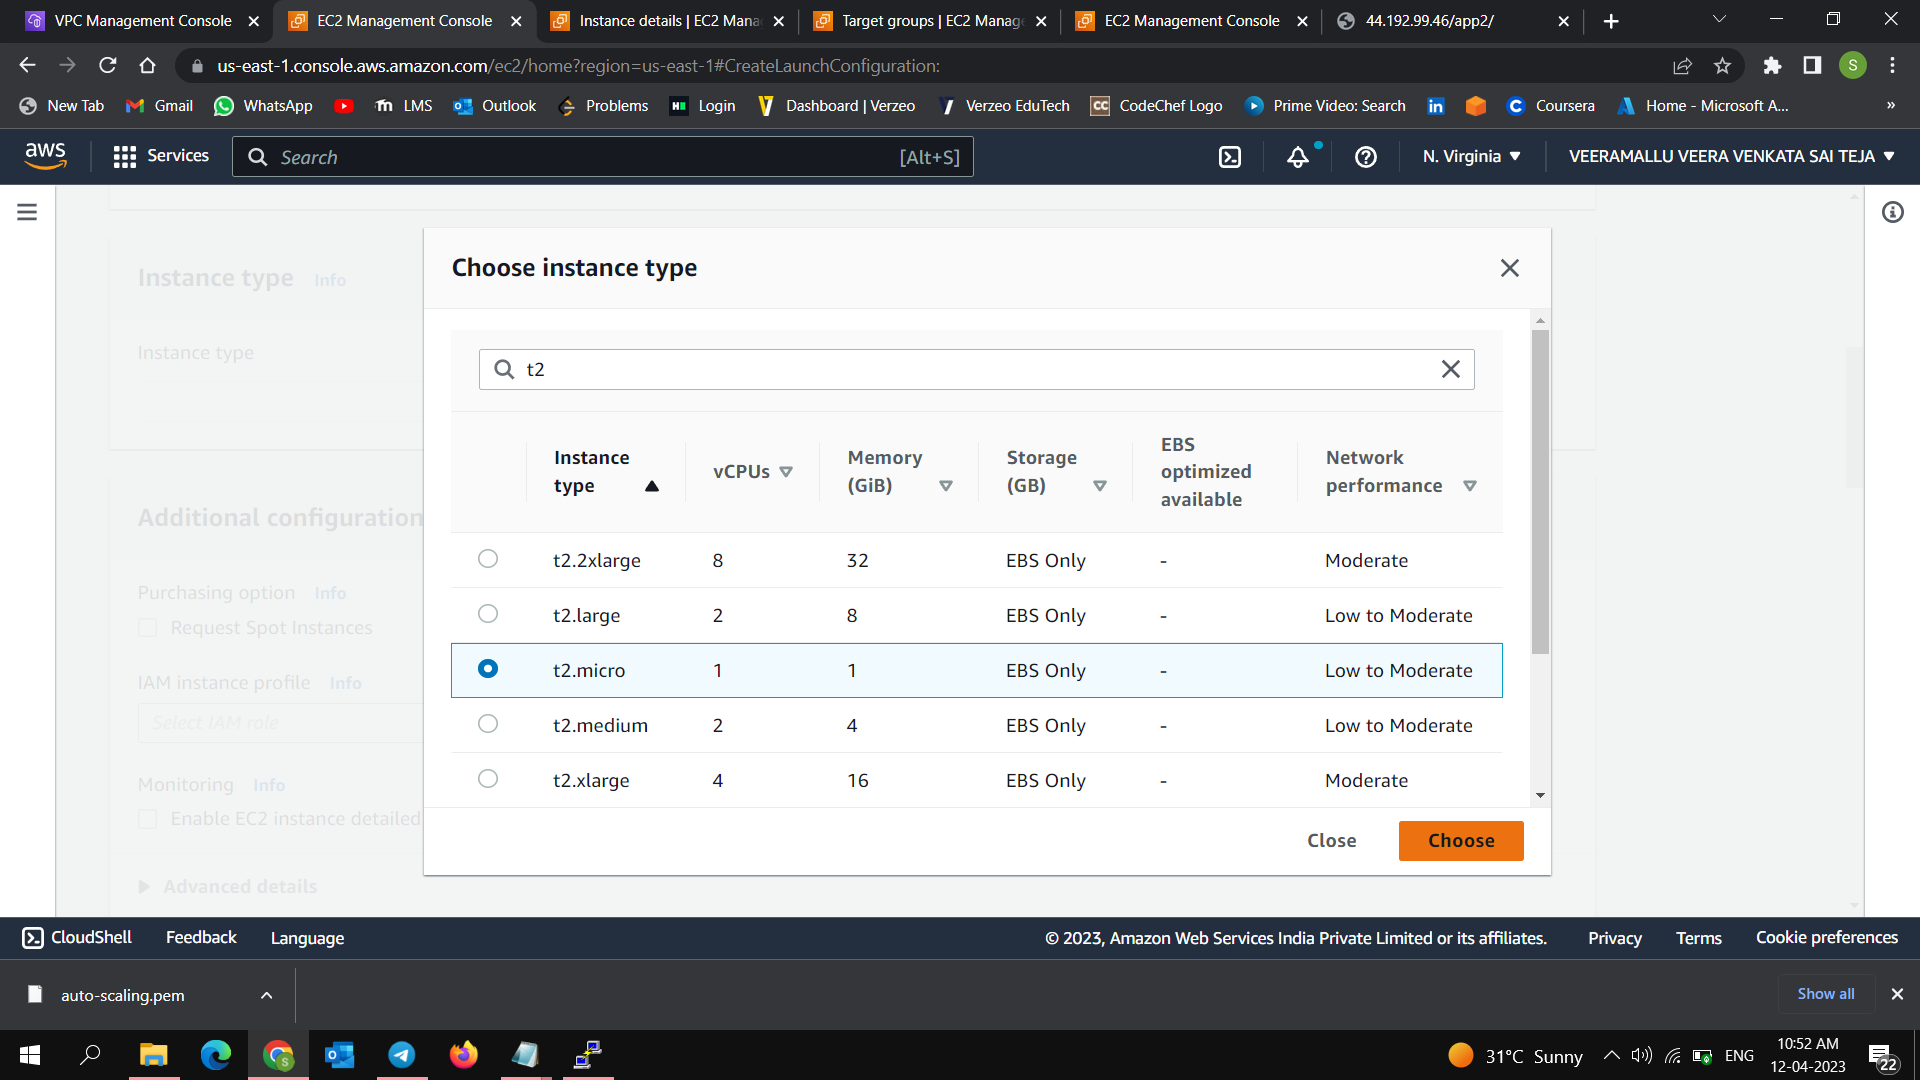 VPC Management Console
EC2 Management Console
Instance details | EC2 Mana
Target groups | EC2 Manage
EC2 Management Console
44.192.99.46/app2/
us-east-1.console.aws.amazon.com/ec2/home?region=us-east-1#CreateLaunchConfiguration:
S
New Tab
Gmail
WhatsApp
LMS
Outlook
Problems
Login
Dashboard | Verzeo
Verzeo EduTech
CodeChef Logo
Prime Video: Search
Coursera
Home - Microsoft A...
»
aws
Services
Search
[Alt+S]
N. Virginia
VEERAMALLU VEERA VENKATA SAI TEJA
Instance type Info
Instance type
Additional configuration
Purchasing option Info
Request Spot Instances
IAM instance profile Info
Select IAM role
Monitoring Info
Enable EC2 instance detailed
Advanced details
Choose instance type
t2
Instance type
vCPUs
Memory (GiB)
Storage (GB)
EBS optimized available
Network performance
t2.2xlarge 8 32 EBS Only - Moderate
t2.large 2 8 EBS Only - Low to Moderate
t2.micro 1 1 EBS Only - Low to Moderate
t2.medium 2 4 EBS Only - Low to Moderate
t2.xlarge 4 16 EBS Only - Moderate
Close
Choose
CloudShell
Feedback
Language
© 2023, Amazon Web Services India Private Limited or its affiliates.
Privacy
Terms
Cookie preferences
auto-scaling.pem
Show all
31°C Sunny
ENG
10:52 AM
12-04-2023
22